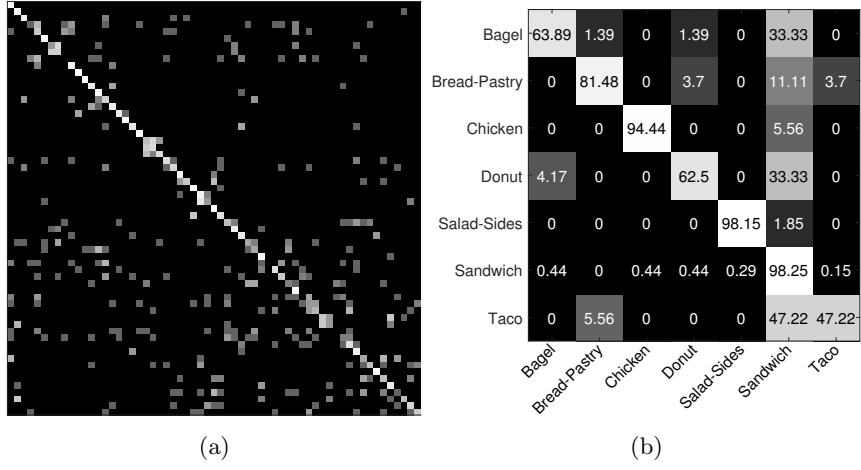 Bagel 63.89 1.39 0 1.39 0 33.33 0
Bread-Pastry 0 81.48 0 3.7 0 11.11 3.7
Chicken 0 0 94.44 0 0 5.56 0
Donut 4.17 0 0 62.5 0 33.33 0
Salad-Sides 0 0 0 0 98.15 1.85 0
Sandwich 0.44 0 0.44 0.44 0.29 98.25 0.15
Taco 0 5.56 0 0 0 47.22 47.22
Bagel Bread-Pastry Chicken Donut Salad-Sides Sandwich Taco
(a) (b)